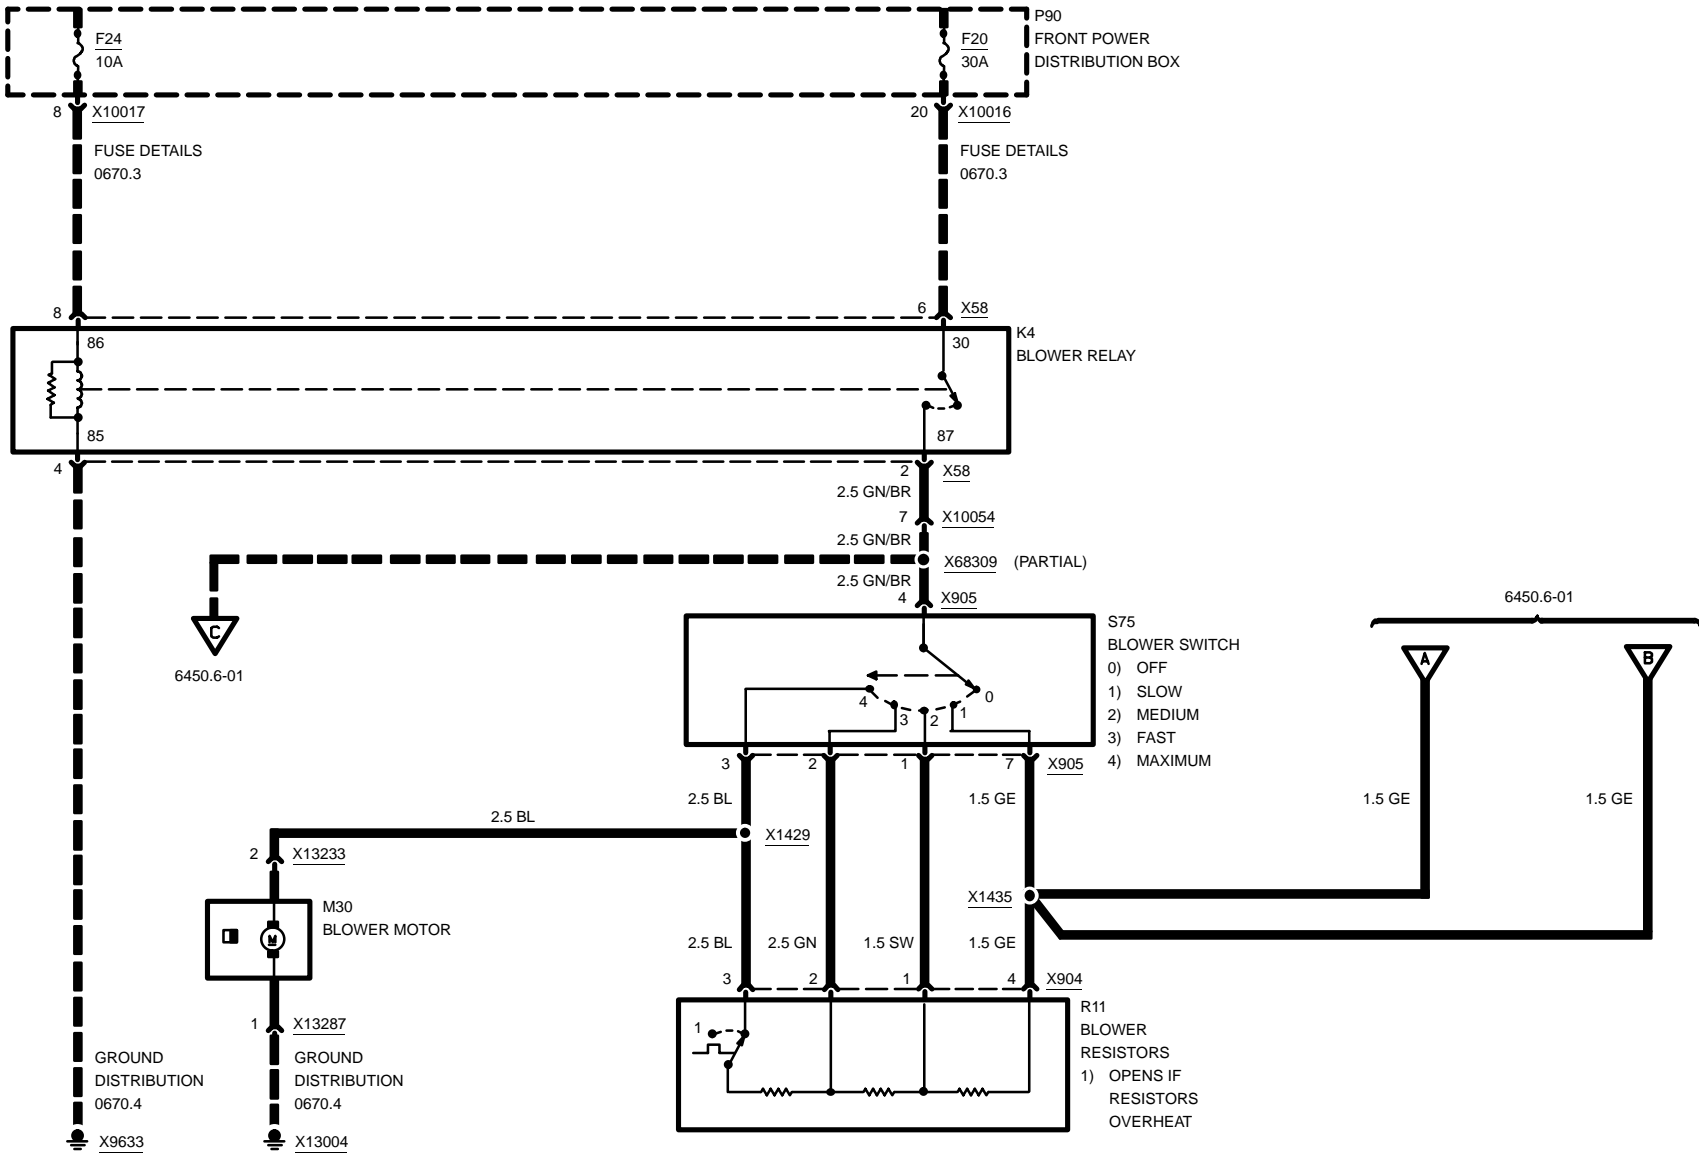 P90
FRONT POWER
DISTRIBUTION BOX
F24
10A
F20
30A
8
X10017
20
X10016
FUSE DETAILS
0670.3
FUSE DETAILS
0670.3
8
6
X58
K4
BLOWER RELAY
86
30
85
87
4
2
X58
2.5 GN/BR
7
X10054
2.5 GN/BR
X68309
(PARTIAL)
2.5 GN/BR
4
X905
C
6450.6-01
6450.6-01
A
B
S75
BLOWER SWITCH
0) OFF
1) SLOW
2) MEDIUM
3) FAST
4) MAXIMUM
4
3
2
1
0
3
2
1
7
X905
2.5 BL
1.5 GE
1.5 GE
1.5 GE
2.5 BL
X1429
2
X13233
M30
BLOWER MOTOR
M
X1435
2.5 BL
2.5 GN
1.5 SW
1.5 GE
3
2
1
4
X904
R11
BLOWER
RESISTORS
1) OPENS IF
RESISTORS
OVERHEAT
1
1
X13287
GROUND
DISTRIBUTION
0670.4
GROUND
DISTRIBUTION
0670.4
X9633
X13004